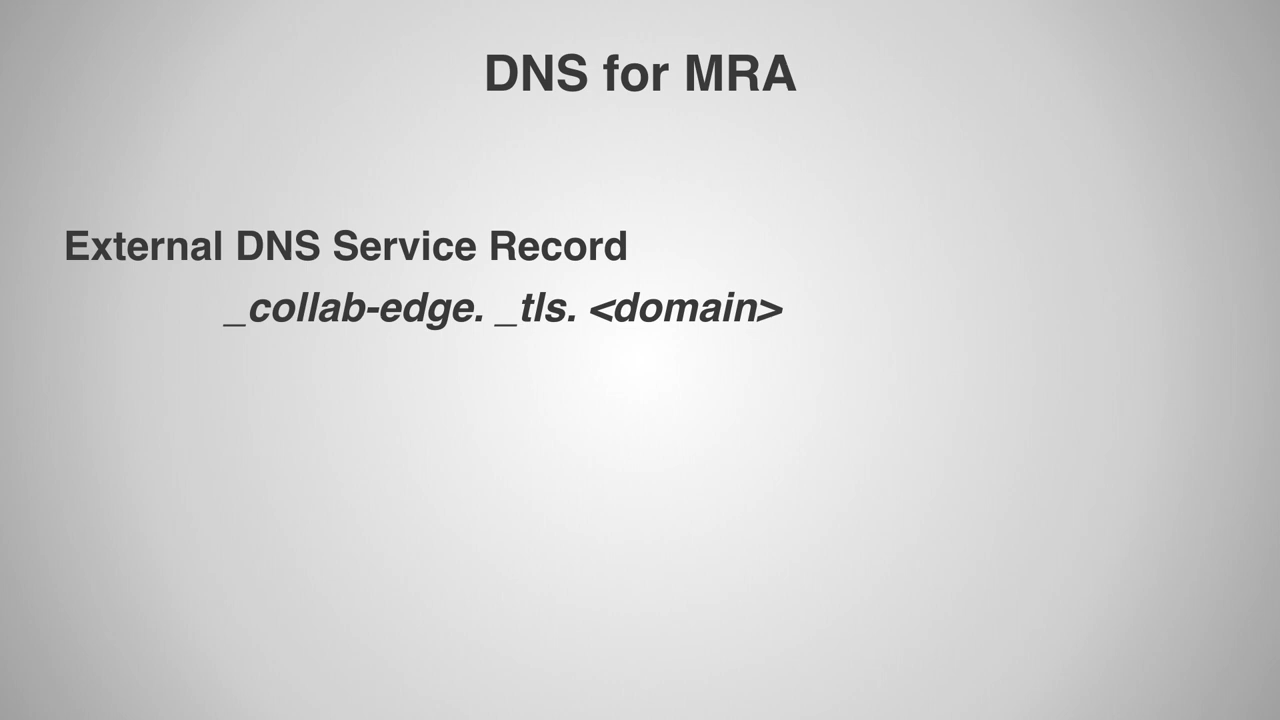 DNS for MRA
External DNS Service Record
_collab-edge. _tls. <domain>